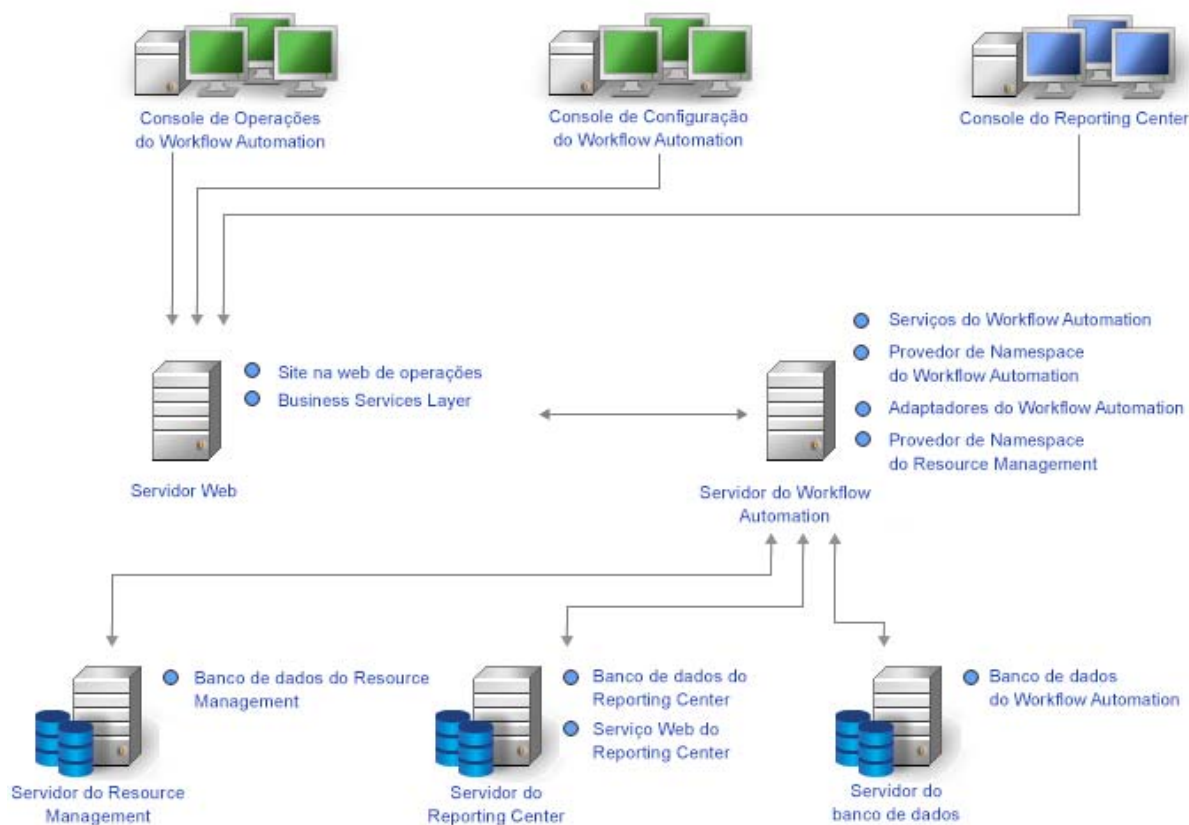 Console de Operações
do Workflow Automation
Console de Configuração
do Workflow Automation
Console do Reporting Center
Site na web de operações
Business Services Layer
Servidor Web
Serviços do Workflow Automation
Provedor de Namespace
do Workflow Automation
Adaptadores do Workflow Automation
Provedor de Namespace
do Resource Management
Servidor do Workflow
Automation
Banco de dados do Resource
Management
Servidor do Resource
Management
Banco de dados do
Reporting Center
Serviço Web do
Reporting Center
Servidor do
Reporting Center
Banco de dados
do Workflow Automation
Servidor do
banco de dados